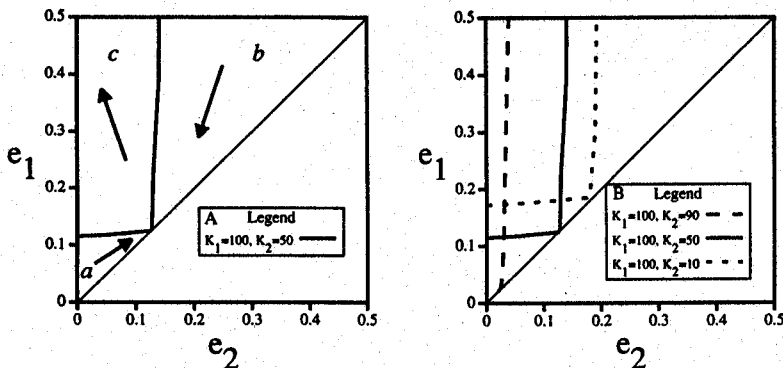 0.5
0.4
0.3
0.2
0.1
0
e1
c
b
a
A Legend
K1=100, K2=50
0 0.1 0.2 0.3 0.4 0.5
e2
0.5
0.4
0.3
0.2
0.1
0
e1
B Legend
K1=100, K2=90
K1=100, K2=50
K1=100, K2=10
0 0.1 0.2 0.3 0.4 0.5
e2